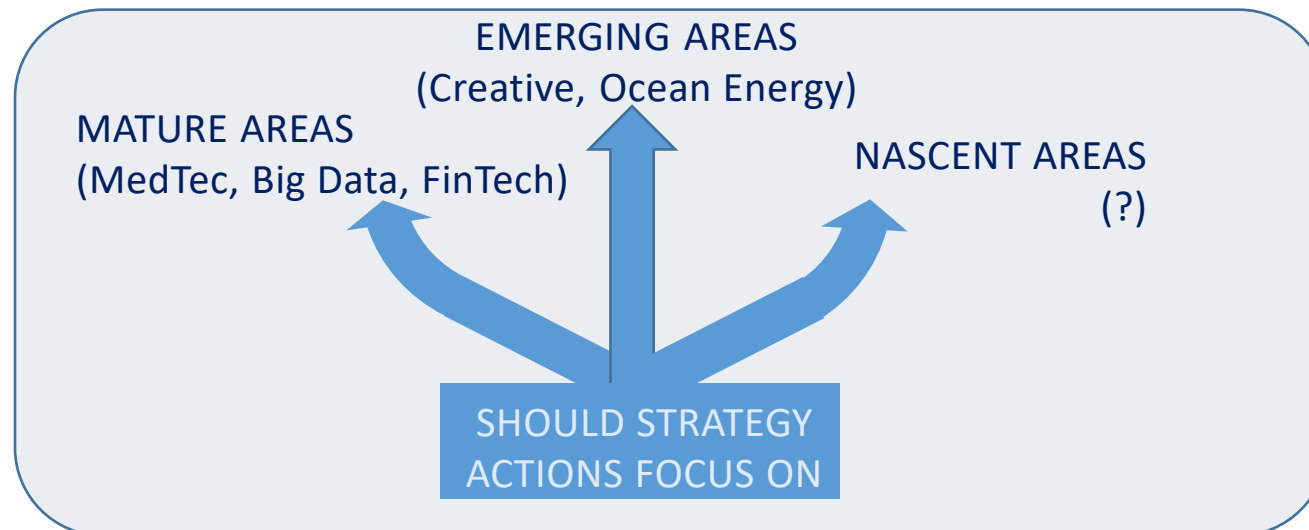 EMERGING AREAS
(Creative, Ocean Energy)
MATURE AREAS
(MedTec, Big Data, FinTech)
NASCENT AREAS
(?)
SHOULD STRATEGY
ACTIONS FOCUS ON